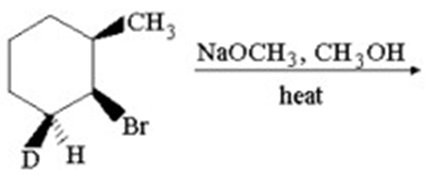 CH3
NaOCH3, CH3OH
heat
Br
D H